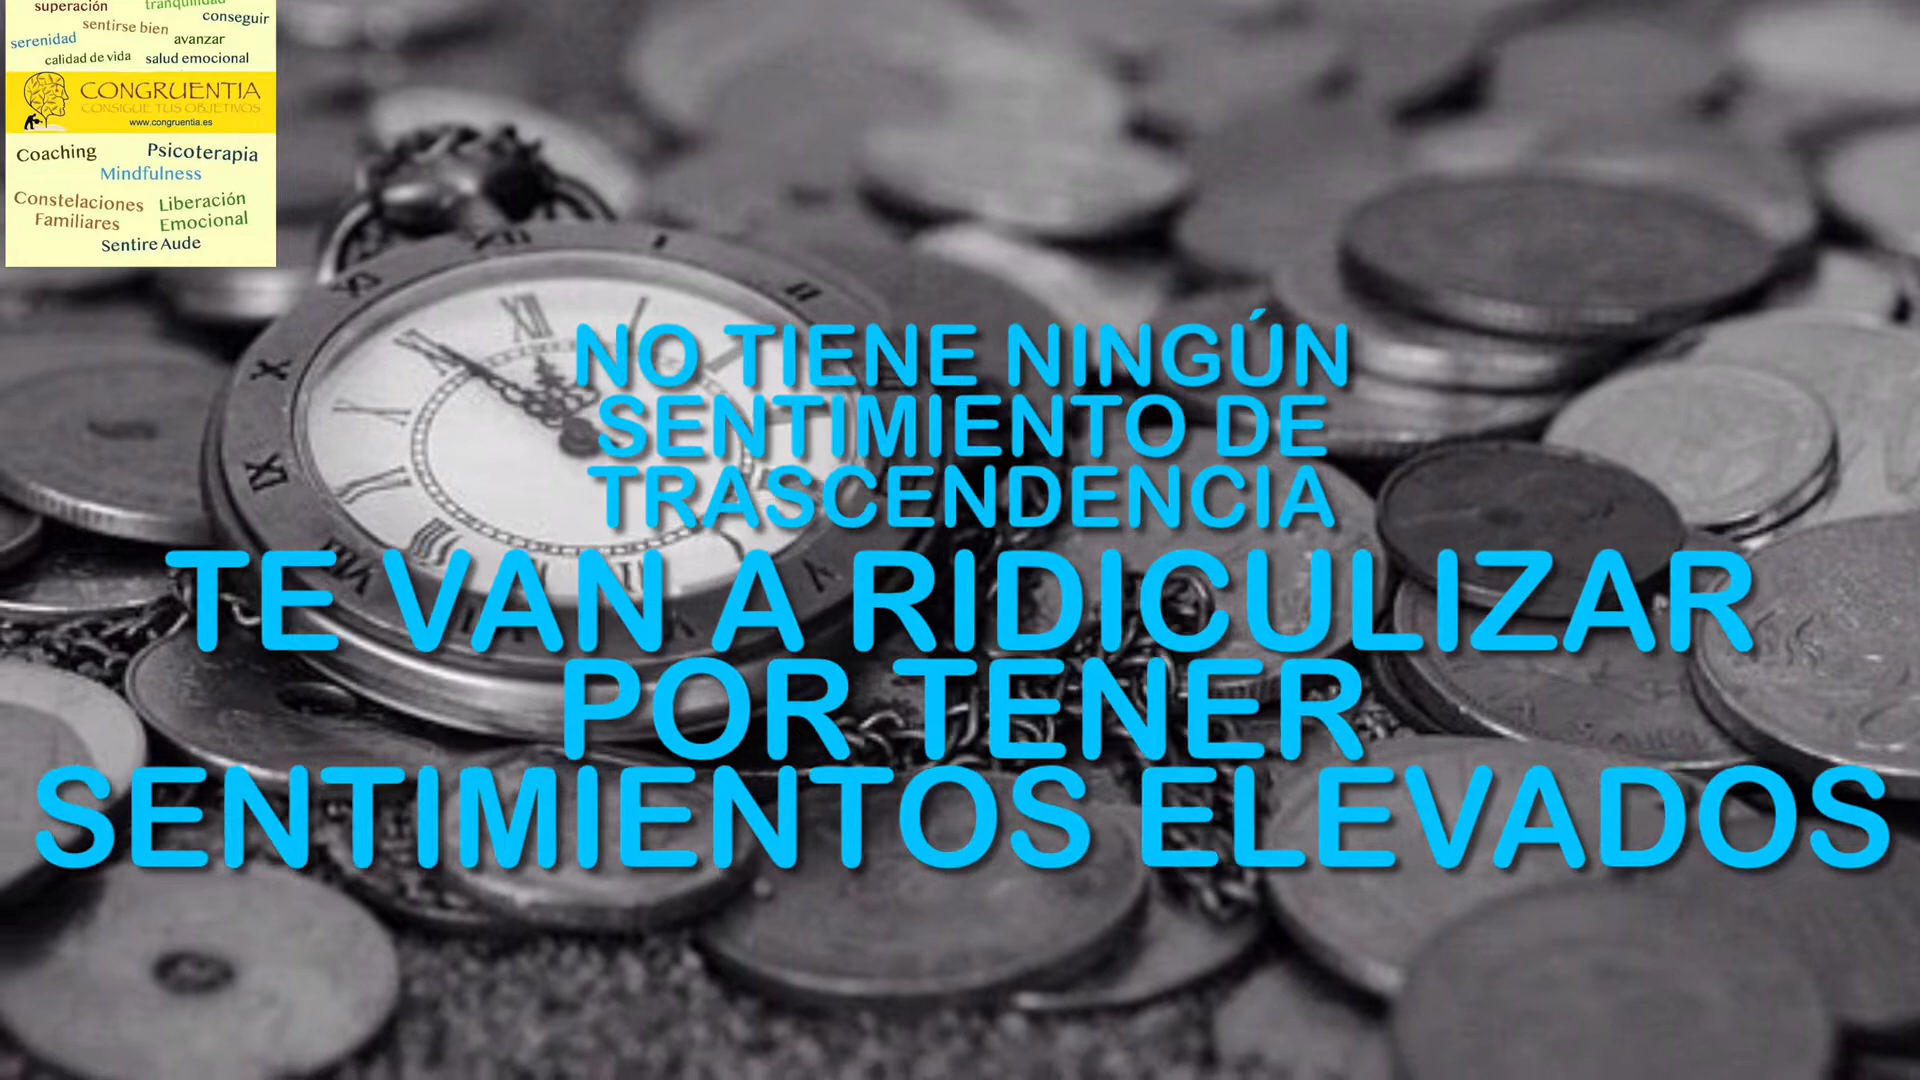 superación
tranquilidad
conseguir
sentirse bien
serenidad
avanzar
calidad de vida
salud emocional
CONGRUENTIA
CONSIGUE TUS OBJETIVOS
www.congruentia.es
Coaching
Psicoterapia
Mindfulness
Constelaciones
Familiares
Liberación
Emocional
Sentire Aude
NO TIENE NINGÚN
SENTIMIENTO DE
TRASCENDENCIA
TE VAN A RIDICULIZAR
POR TENER
SENTIMIENTOS ELEVADOS